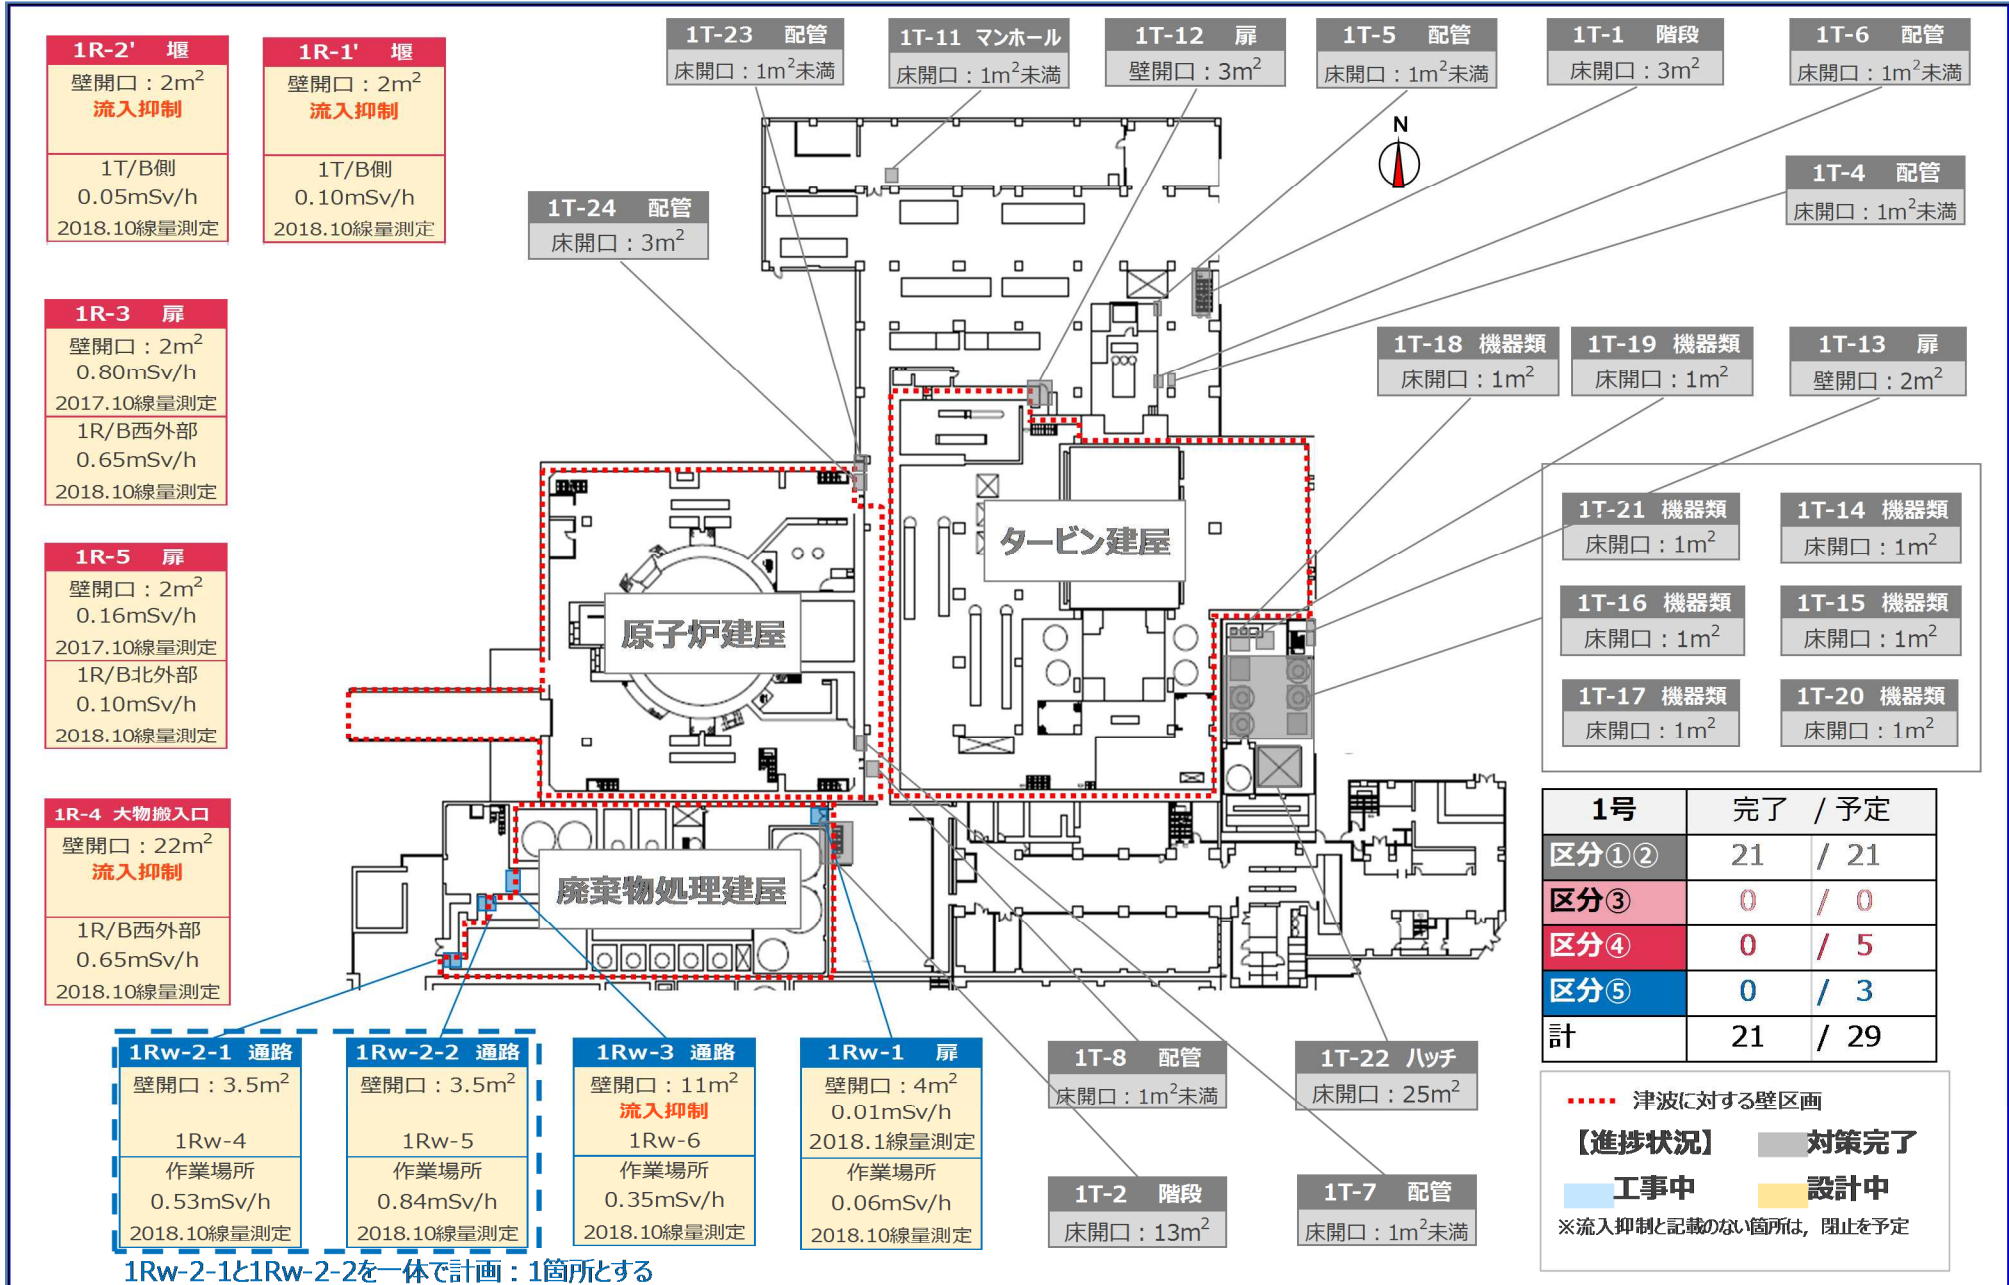 1R-2' 堰
壁開口：2m²
流入抑制
1T/B側
0.05mSv/h
2018.10線量測定
1R-1' 堰
壁開口：2m²
流入抑制
1T/B側
0.10mSv/h
2018.10線量測定
1T-23 配管
床開口：1m²未満
1T-11 マンホール
床開口：1m²未満
1T-12 扉
壁開口：3m²
1T-5 配管
床開口：1m²未満
1T-1 階段
床開口：3m²
1T-6 配管
床開口：1m²未満
N
1T-4 配管
床開口：1m²未満
1T-24 配管
床開口：3m²
1R-3 扉
壁開口：2m²
0.80mSv/h
2017.10線量測定
1R/B西外部
0.65mSv/h
2018.10線量測定
1T-18 機器類
床開口：1m²
1T-19 機器類
床開口：1m²
1T-13 扉
壁開口：2m²
1T-21 機器類
床開口：1m²
1T-14 機器類
床開口：1m²
1T-16 機器類
床開口：1m²
1T-15 機器類
床開口：1m²
1T-17 機器類
床開口：1m²
1T-20 機器類
床開口：1m²
タービン建屋
原子炉建屋
廃棄物処理建屋
1R-5 扉
壁開口：2m²
0.16mSv/h
2017.10線量測定
1R/B北外部
0.10mSv/h
2018.10線量測定
1R-4 大物搬入口
壁開口：22m²
流入抑制
1R/B西外部
0.65mSv/h
2018.10線量測定
1号 完了 / 予定
区分①② 21 / 21
区分③ 0 / 0
区分④ 0 / 5
区分⑤ 0 / 3
計 21 / 29
1Rw-2-1 通路
壁開口：3.5m²
1Rw-4
作業場所
0.53mSv/h
2018.10線量測定
1Rw-2-2 通路
壁開口：3.5m²
1Rw-5
作業場所
0.84mSv/h
2018.10線量測定
1Rw-3 通路
壁開口：11m²
流入抑制
1Rw-6
作業場所
0.35mSv/h
2018.10線量測定
1Rw-1 扉
壁開口：4m²
0.01mSv/h
2018.1線量測定
作業場所
0.06mSv/h
2018.10線量測定
1T-8 配管
床開口：1m²未満
1T-22 ハッチ
床開口：25m²
1T-2 階段
床開口：13m²
1T-7 配管
床開口：1m²未満
津波に対する壁区画
【進捗状況】 対策完了
工事中 設計中
※流入抑制と記載のない箇所は，閉止を予定
1Rw-2-1と1Rw-2-2を一体で計画：1箇所とする